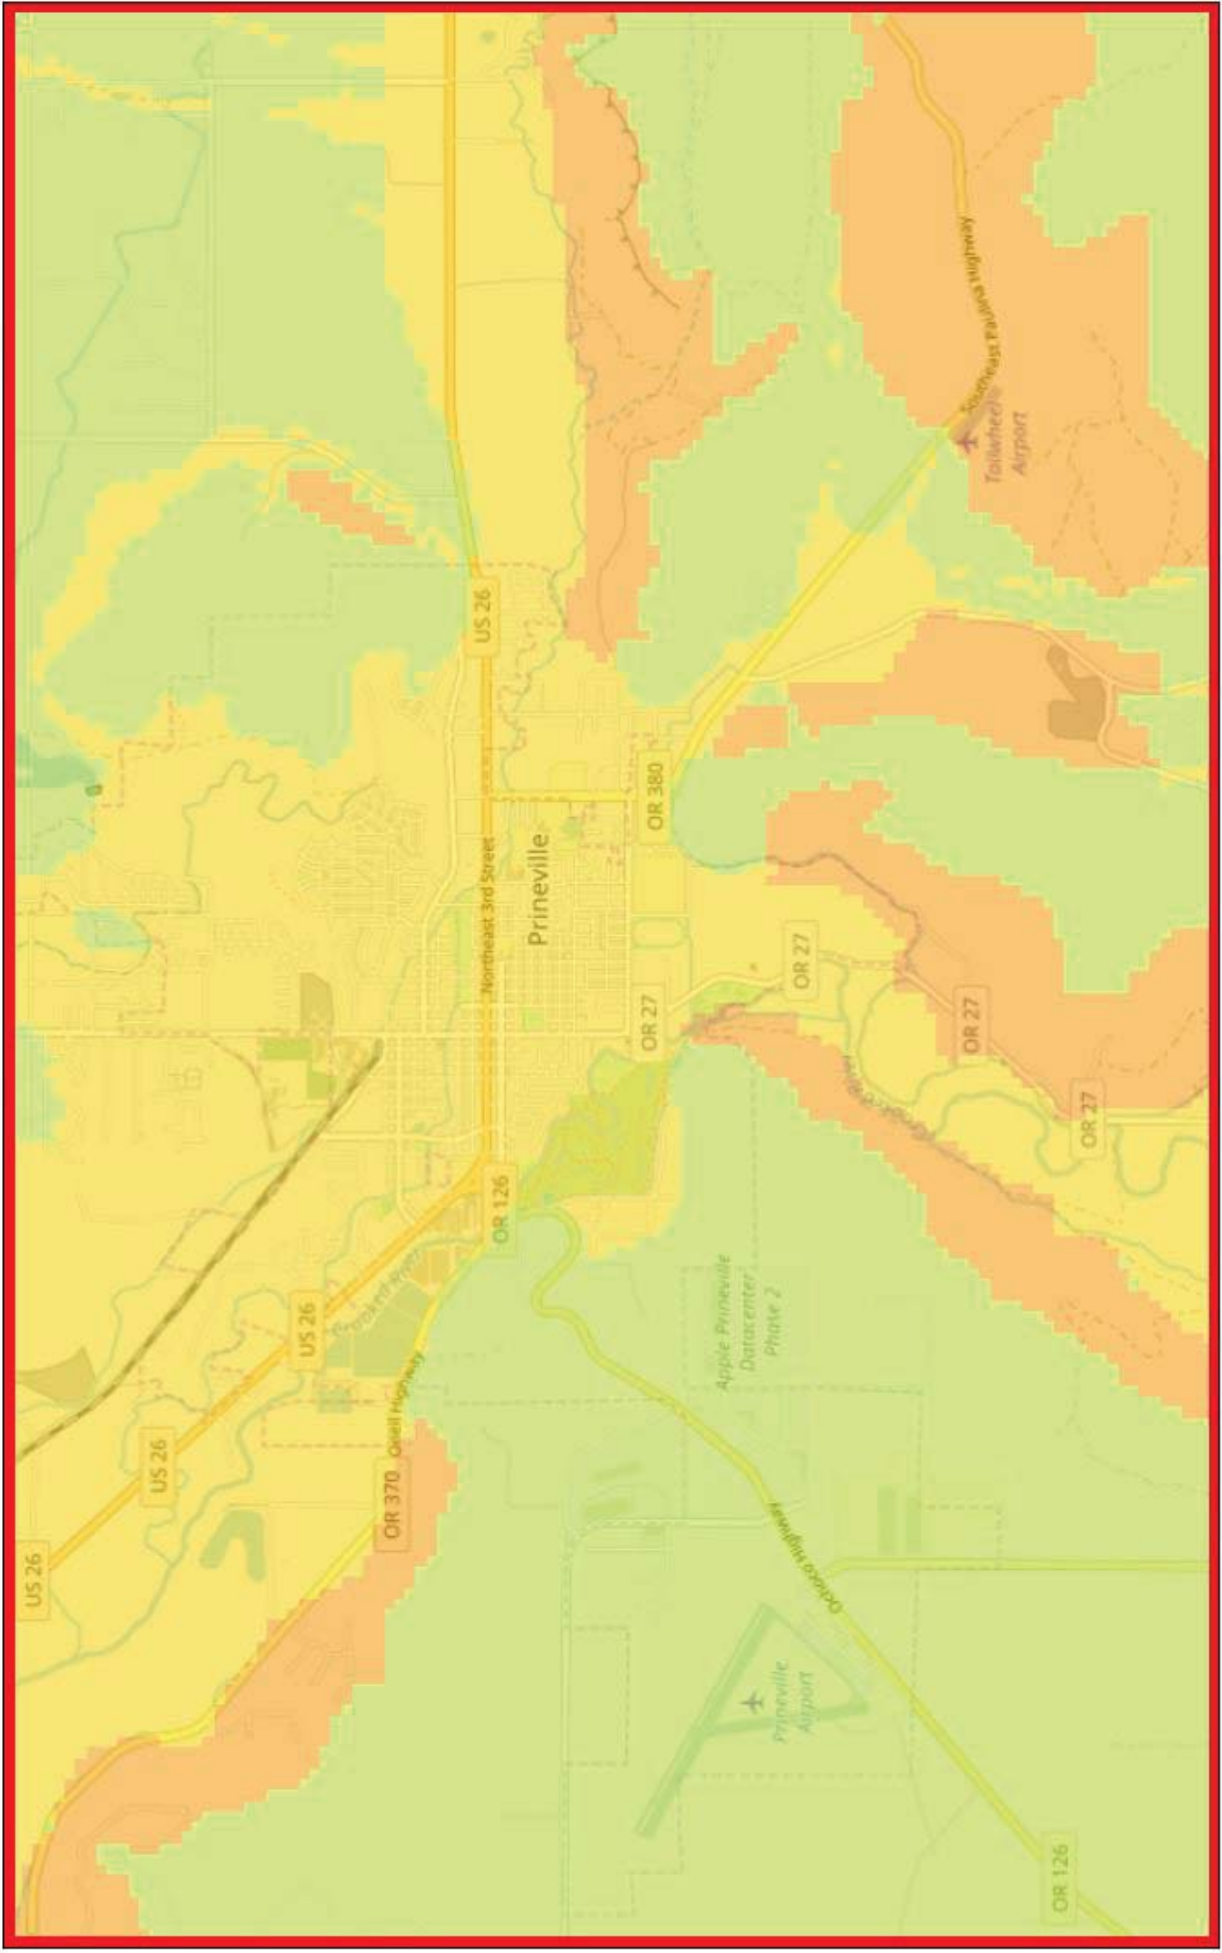 US 26
US 26
US 26
Crooked River
OR 370
O'Neil Highway
US 26
Northeast 3rd Street
OR 126
Prineville
OR 27
OR 380
Apple Prineville
Datacenter
Phase 2
Prineville
Airport
Ochoco Highway
OR 27
Crooked River
OR 27
Southeast Paulina Highway
Tailwheel
Airport
OR 126
OR 27